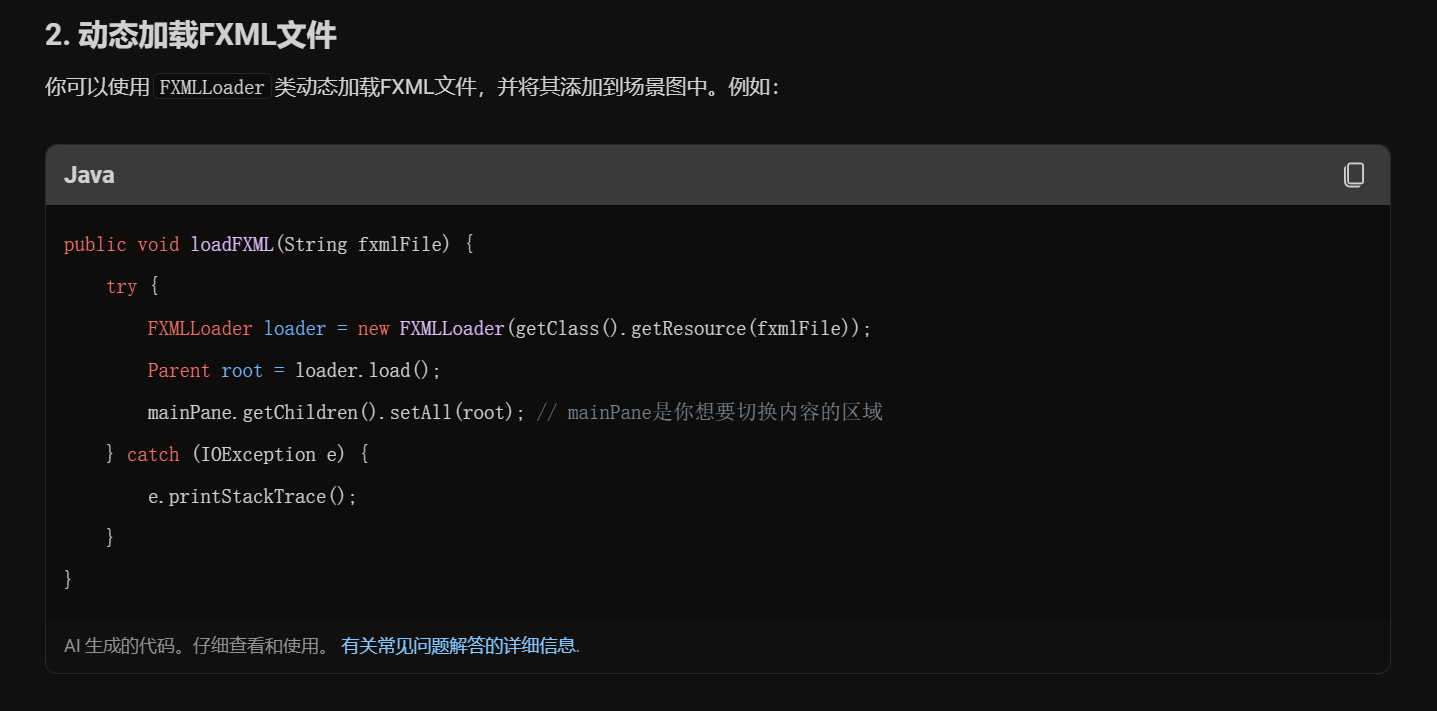 2. 动态加载FXML文件
你可以使用 FXMLLoader 类动态加载FXML文件，并将其添加到场景图中。例如：
Java
public void loadFXML(String fxmlFile) {
    try {
        FXMLLoader loader = new FXMLLoader(getClass().getResource(fxmlFile));
        Parent root = loader.load();
        mainPane.getChildren().setAll(root); // mainPane是你想要切换内容的区域
    } catch (IOException e) {
        e.printStackTrace();
    }
}
AI 生成的代码。仔细查看和使用。 有关常见问题解答的详细信息.